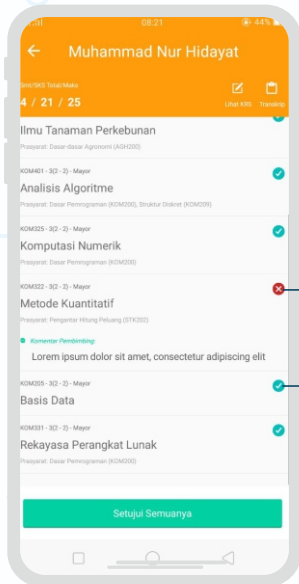 08:21
44%
Muhammad Nur Hidayat
Smt/SKS Total/Maks
4 / 21 / 25
Lihat KRS
Transkrip
Ilmu Tanaman Perkebunan
Prasyarat: Dasar-dasar Agronomi (AGH200)
KOM401 - 3(2 - 2) - Mayor
Analisis Algoritme
Prasyarat: Dasar Pemrograman (KOM200), Struktur Diskret (KOM209)
KOM325 - 3(2 - 2) - Mayor
Komputasi Numerik
Prasyarat: Dasar Pemrograman (KOM200)
KOM322 - 3(2 - 2) - Mayor
Metode Kuantitatif
Prasyarat: Pengantar Hitung Peluang (STK202)
Komentar Pembimbing
Lorem ipsum dolor sit amet, consectetur adipiscing elit
KOM205 - 3(2 - 2) - Mayor
Basis Data
KOM331 - 3(2 - 2) - Mayor
Rekayasa Perangkat Lunak
Prasyarat: Dasar Pemrograman (KOM200)
Setujui Semuanya